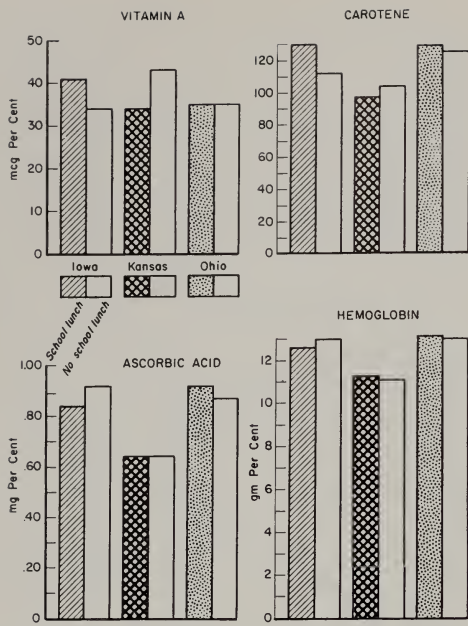 VITAMIN A
mcg Per Cent
50
40
30
20
10
0
CAROTENE
120
100
80
60
40
20
0
Iowa Kansas Ohio
School lunch
No school lunch
ASCORBIC ACID
mg Per Cent
1.00
.80
.60
.40
.20
0
HEMOGLOBIN
gm Per Cent
12
10
8
6
4
2
0